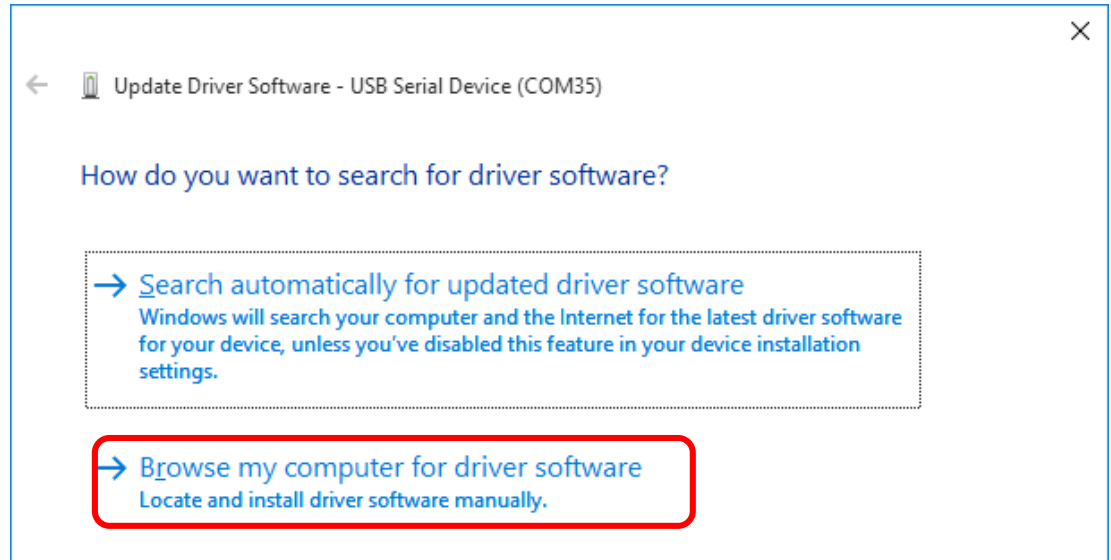 Update Driver Software - USB Serial Device (COM35)
How do you want to search for driver software?
Search automatically for updated driver software
Windows will search your computer and the Internet for the latest driver software
for your device, unless you've disabled this feature in your device installation
settings.
Browse my computer for driver software
Locate and install driver software manually.